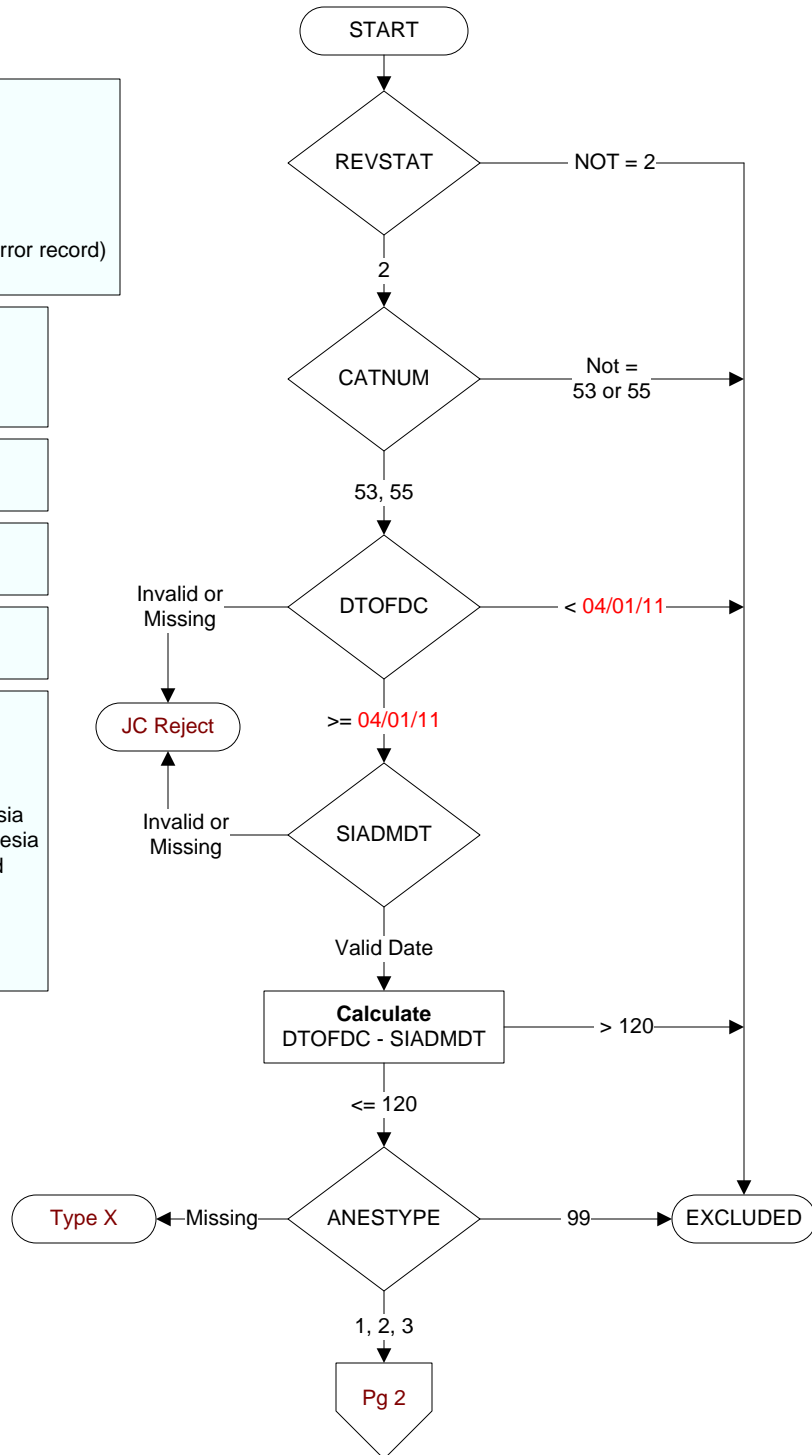 START
REVSTAT
NOT = 2
2
rror record)
CATNUM
Not =
53 or 55
53, 55
DTOFDC
Invalid or
Missing
< 04/01/11
JC Reject
>= 04/01/11
SIADMDT
Invalid or
Missing
sia
esia
d
Valid Date
Calculate
DTOFDC - SIADMDT
> 120
<= 120
Type X
Missing
ANESTYPE
99
EXCLUDED
1, 2, 3
Pg 2